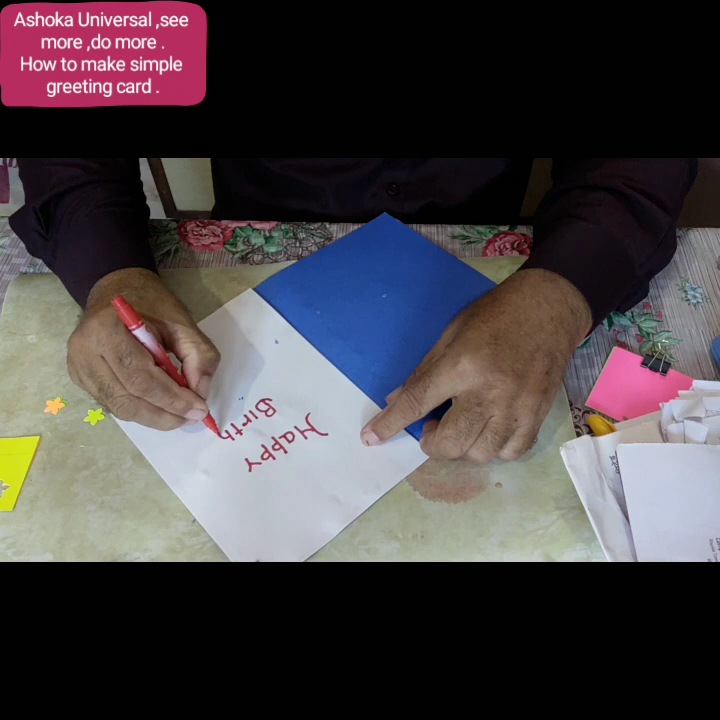 Ashoka Universal ,see
more ,do more .
How to make simple
greeting card .
Happy
Birth